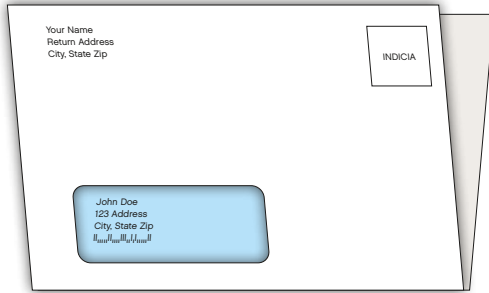 Your Name
Return Address
City, State Zip
INDICIA
John Doe
123 Address
City, State Zip